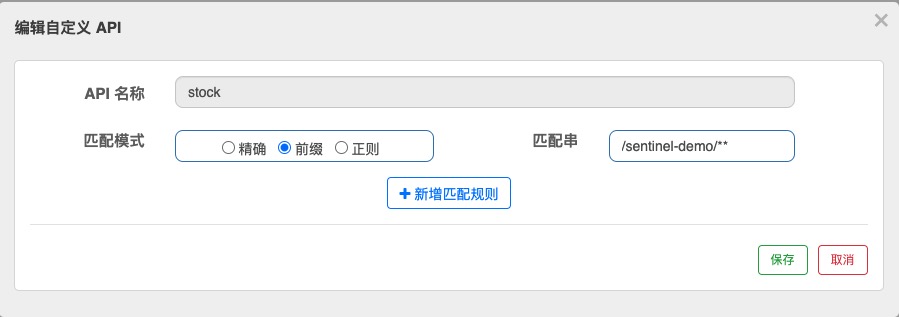 编辑自定义 API
×
API 名称 stock
匹配模式 精确 前缀 正则 匹配串 /sentinel-demo/**
+ 新增匹配规则
保存 取消